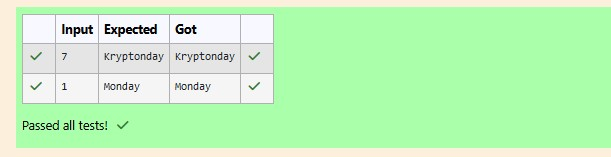 Input Expected Got
7 Kryptonday Kryptonday
1 Monday Monday
Passed all tests!